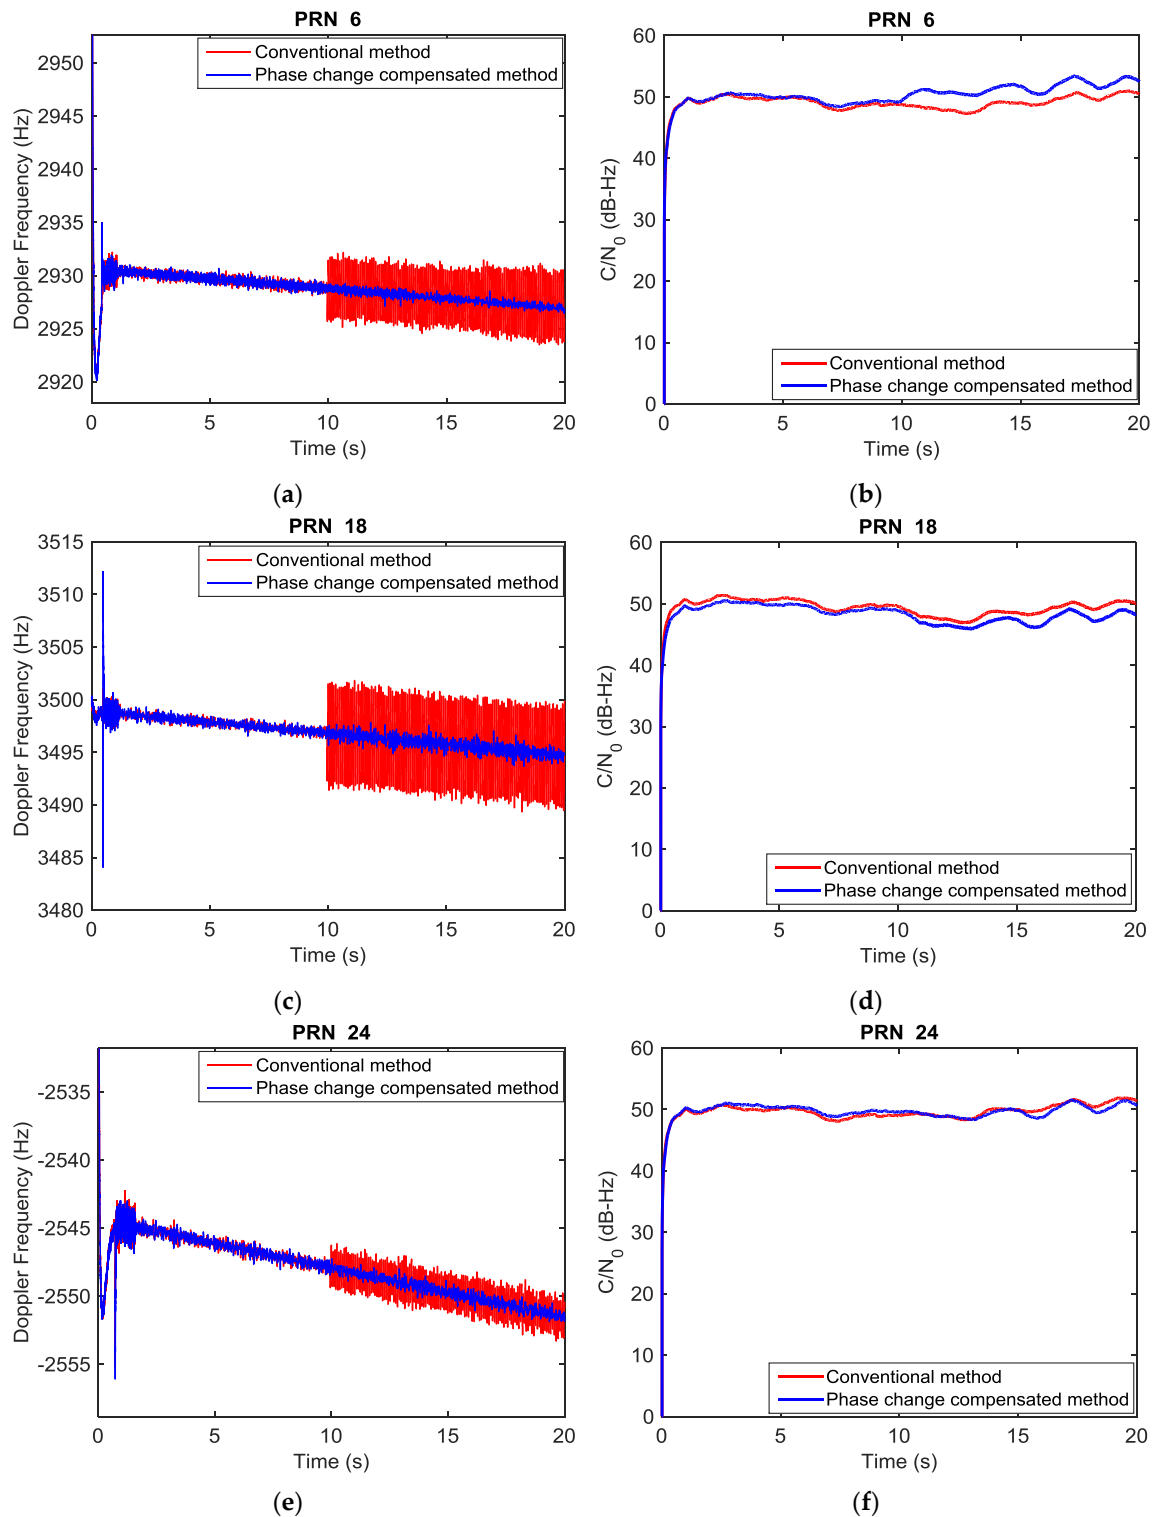 PRN 6
Conventional method
Phase change compensated method
2950
2945
2940
2935
2930
2925
2920
Doppler Frequency (Hz)
0 5 10 15 20
Time (s)
(a)
PRN 6
60
50
40
30
20
10
0
C/N0 (dB-Hz)
Conventional method
Phase change compensated method
0 5 10 15 20
Time (s)
(b)
PRN 18
Conventional method
Phase change compensated method
3515
3510
3505
3500
3495
3490
3485
3480
Doppler Frequency (Hz)
0 5 10 15 20
Time (s)
(c)
PRN 18
60
50
40
30
20
10
0
C/N0 (dB-Hz)
Conventional method
Phase change compensated method
0 5 10 15 20
Time (s)
(d)
PRN 24
Conventional method
Phase change compensated method
-2535
-2540
-2545
-2550
-2555
Doppler Frequency (Hz)
0 5 10 15 20
Time (s)
(e)
PRN 24
60
50
40
30
20
10
0
C/N0 (dB-Hz)
Conventional method
Phase change compensated method
0 5 10 15 20
Time (s)
(f)